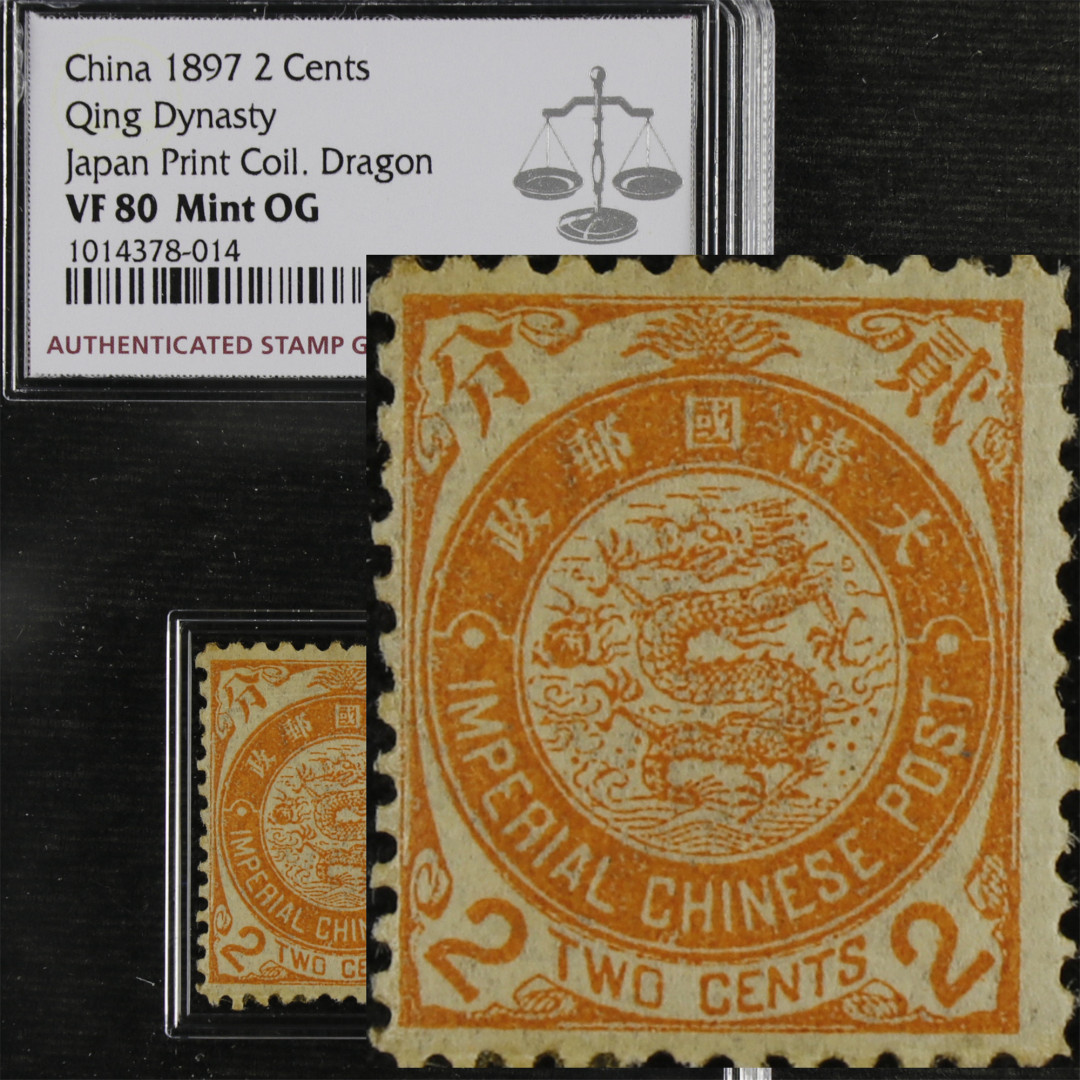 China 1897 2 Cents
Qing Dynasty
Japan Print Coil. Dragon
VF 80 Mint OG
1014378-014
AUTHENTICATED STAMP G
分 貳
大清國郵政
IMPERIAL CHINESE POST
2 TWO CENTS 2
分
國郵政
IMPERIAL CHIN
2 TWO CE